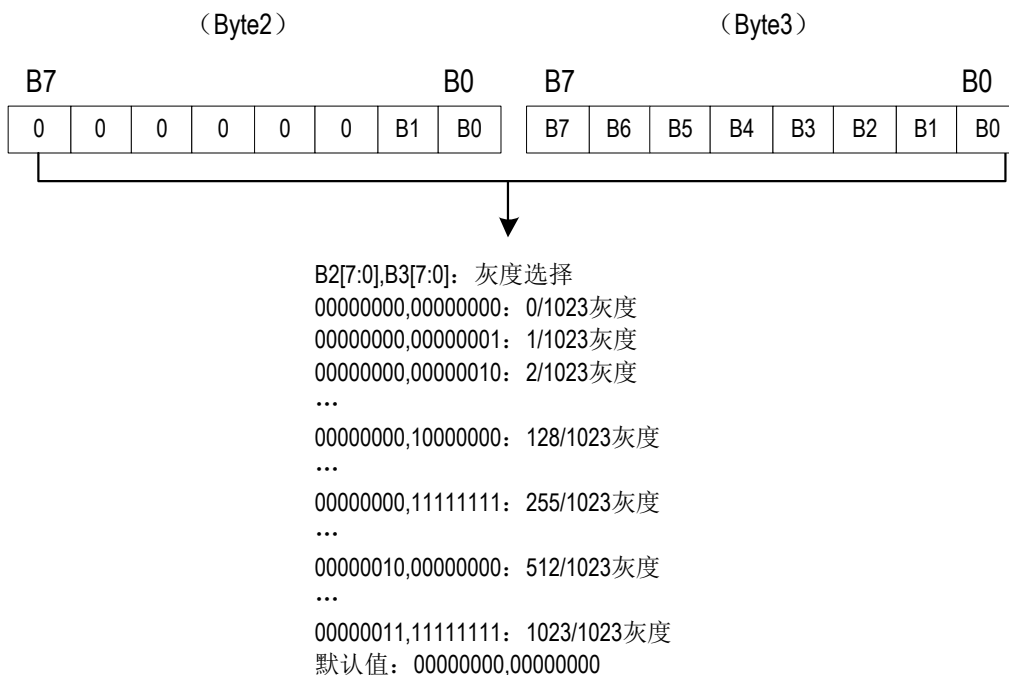 （Byte2） （Byte3）
B7 B0 B7 B0
0 0 0 0 0 0 B1 B0 B7 B6 B5 B4 B3 B2 B1 B0
B2[7:0],B3[7:0]：灰度选择
00000000,00000000：0/1023灰度
00000000,00000001：1/1023灰度
00000000,00000010：2/1023灰度
…
00000000,10000000：128/1023灰度
…
00000000,11111111：255/1023灰度
…
00000010,00000000：512/1023灰度
…
00000011,11111111：1023/1023灰度
默认值：00000000,00000000